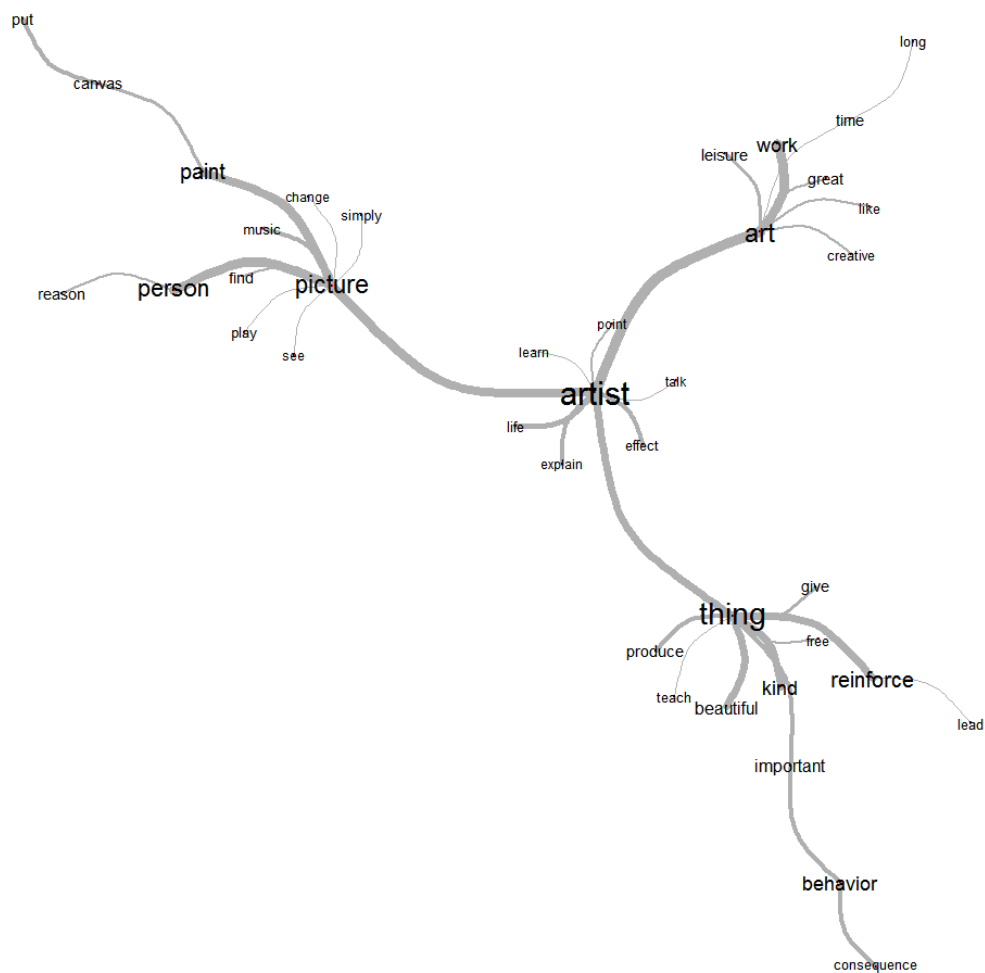 put
long
canvas
time
work
leisure
paint
great
change
like
simply
music
art
creative
find
picture
person
reason
point
play
see
learn
talk
artist
life
effect
explain
give
thing
free
produce
reinforce
kind
teach
beautiful
lead
important
behavior
consequence